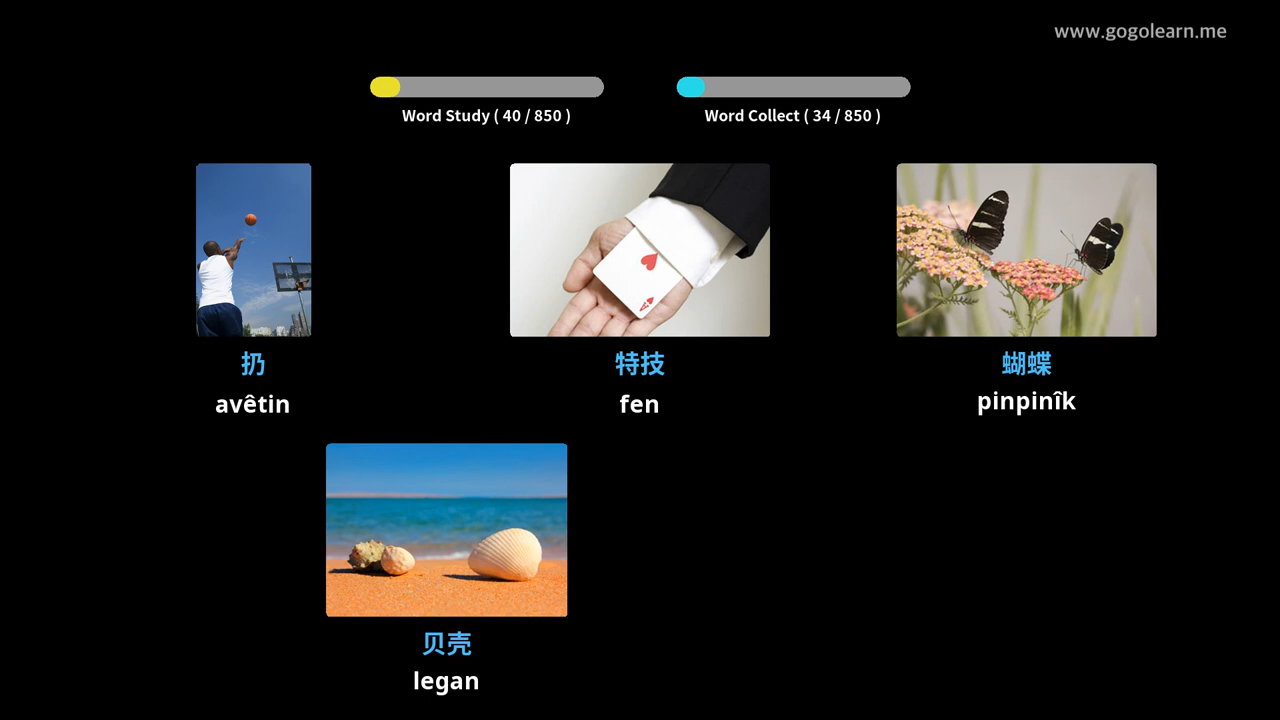 www.gogolearn.me
Word Study ( 40 / 850 )
Word Collect ( 34 / 850 )
扔
avêtin
特技
fen
蝴蝶
pinpinîk
贝壳
legan